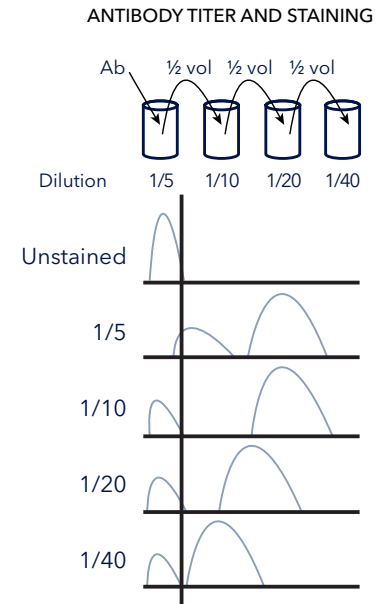 ANTIBODY TITER AND STAINING
Ab ½ vol ½ vol ½ vol
Dilution 1/5 1/10 1/20 1/40
Unstained
1/5
1/10
1/20
1/40